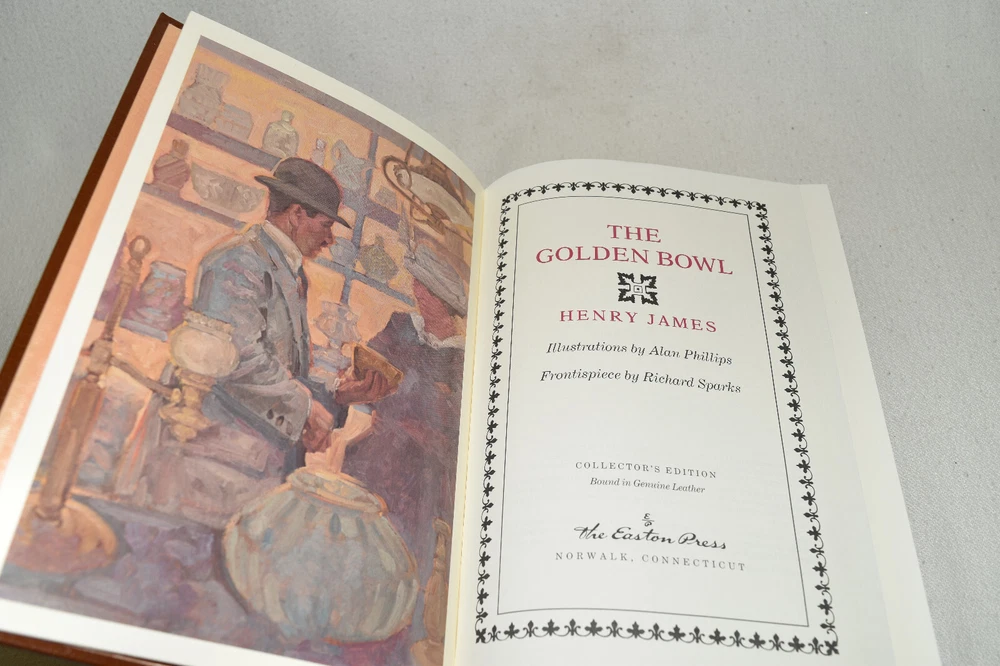 THE
GOLDEN BOWL
HENRY JAMES
Illustrations by Alan Phillips
Frontispiece by Richard Sparks
COLLECTOR'S EDITION
Bound in Genuine Leather
The Easton Press
NORWALK, CONNECTICUT